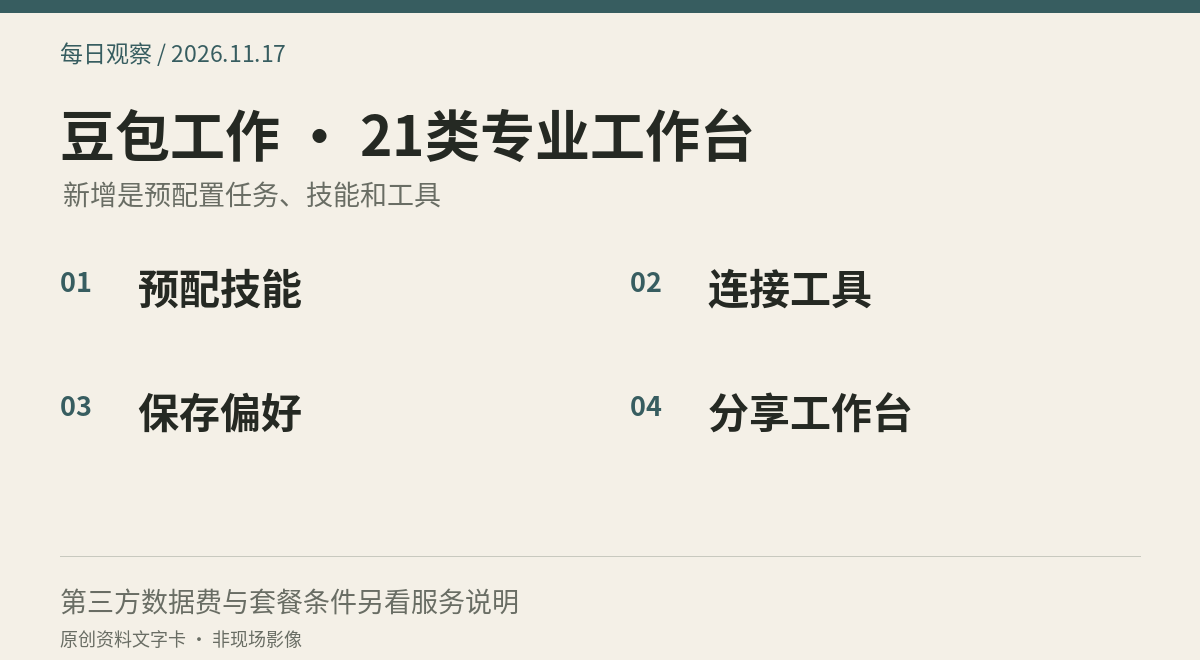 每日观察 / 2026.11.17
豆包工作 · 21类专业工作台
新增是预配置任务、技能和工具
01 预配技能
02 连接工具
03 保存偏好
04 分享工作台
第三方数据费与套餐条件另看服务说明
原创资料文字卡 · 非现场影像